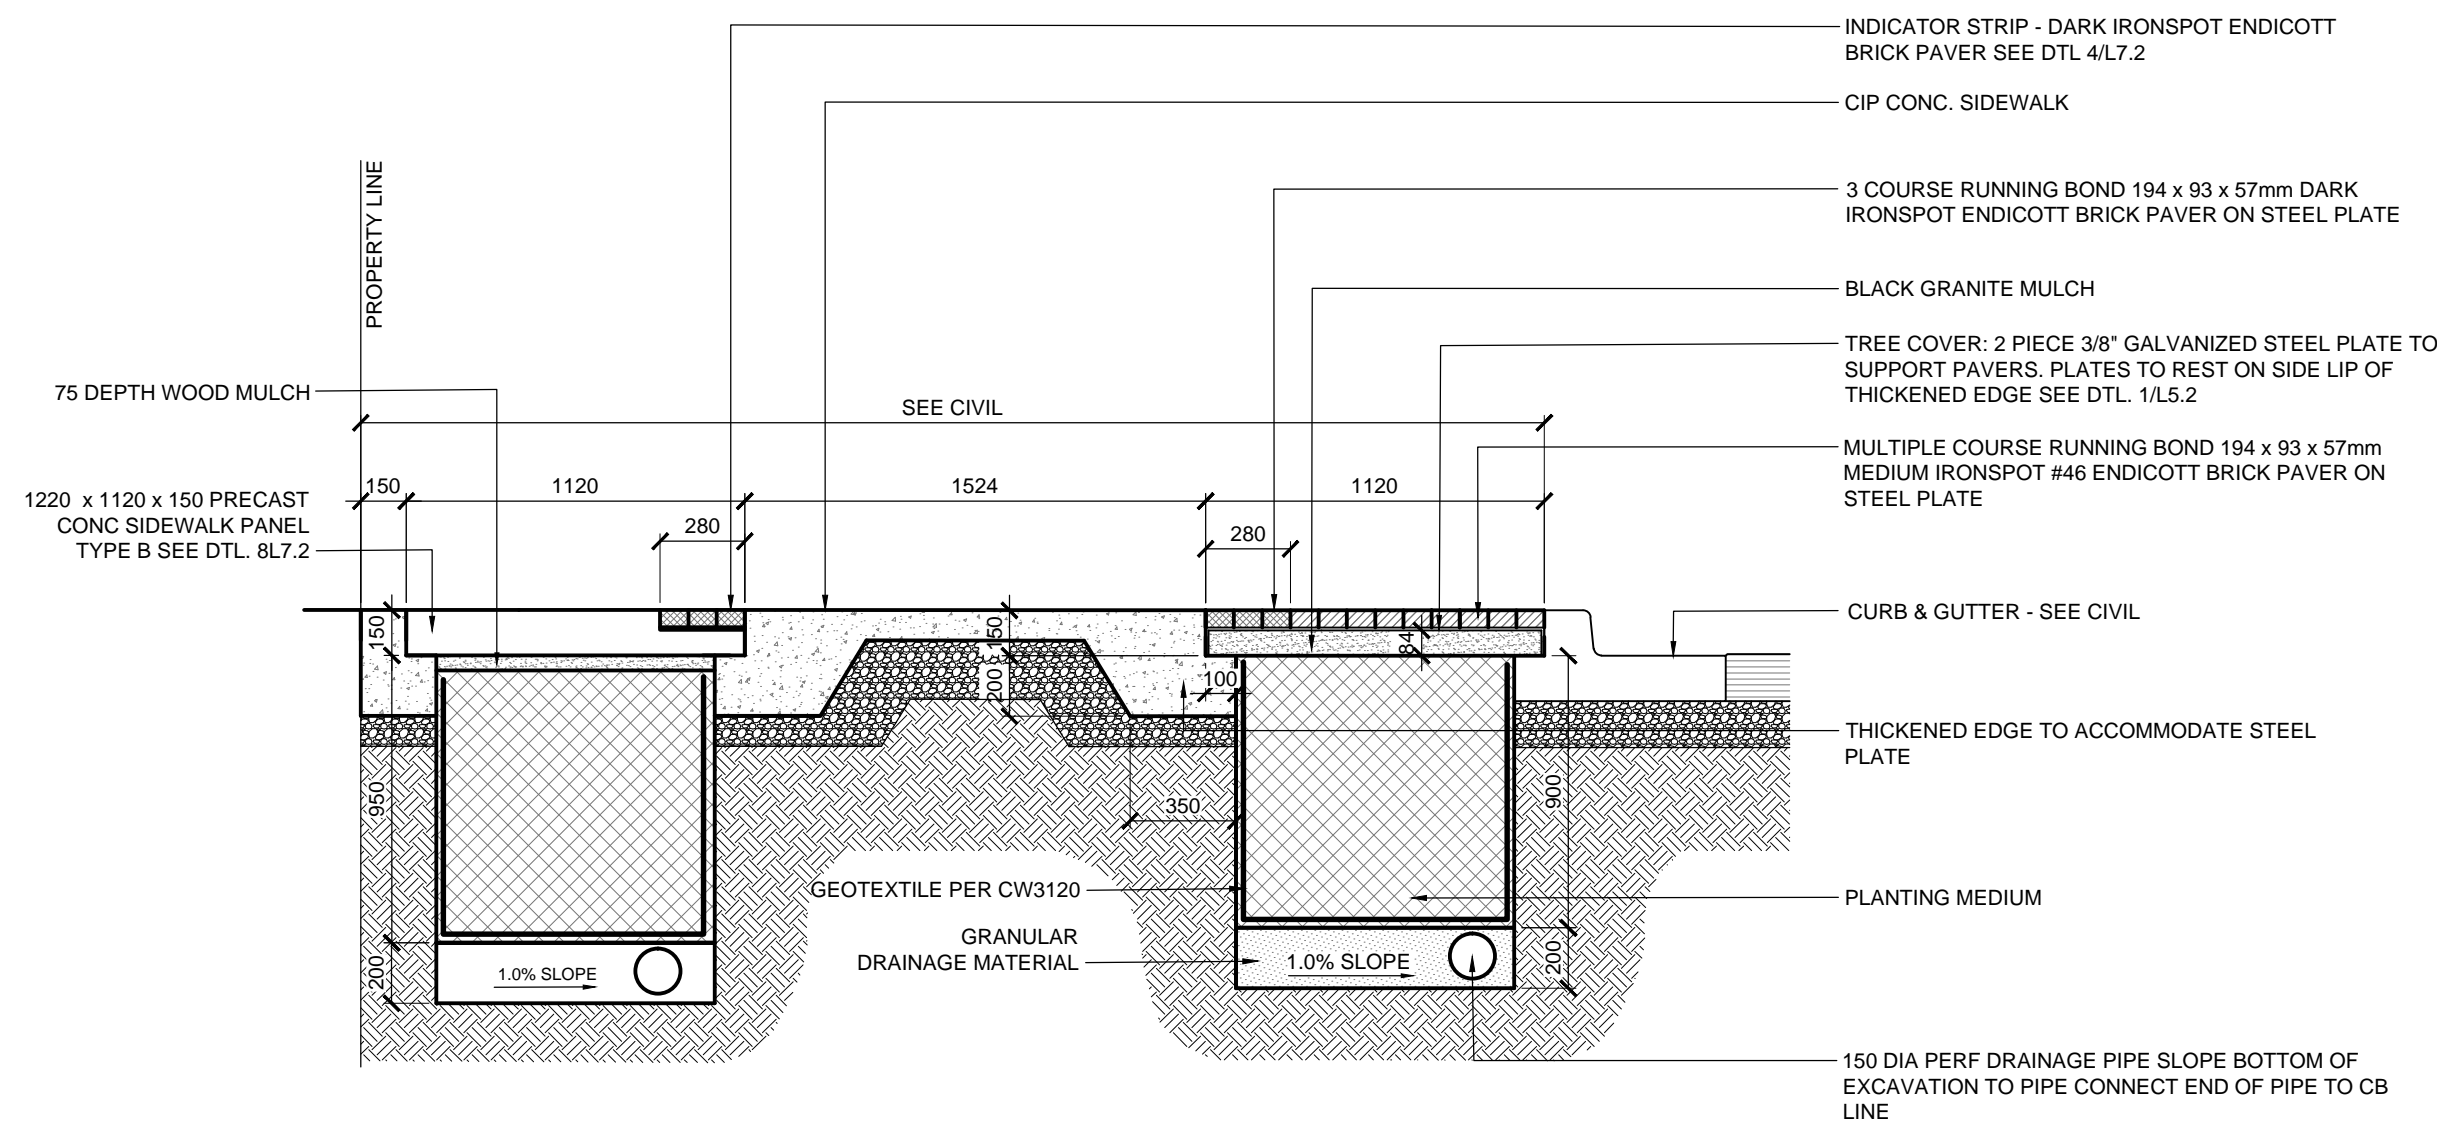 INDICATOR STRIP - DARK IRONSPOT ENDICOTT
BRICK PAVER SEE DTL 4/L7.2
CIP CONC. SIDEWALK
PROPERTY LINE
3 COURSE RUNNING BOND 194 x 93 x 57mm DARK
IRONSPOT ENDICOTT BRICK PAVER ON STEEL PLATE
BLACK GRANITE MULCH
TREE COVER: 2 PIECE 3/8" GALVANIZED STEEL PLATE TO
SUPPORT PAVERS. PLATES TO REST ON SIDE LIP OF
THICKENED EDGE SEE DTL. 1/L5.2
75 DEPTH WOOD MULCH
SEE CIVIL
MULTIPLE COURSE RUNNING BOND 194 x 93 x 57mm
MEDIUM IRONSPOT #46 ENDICOTT BRICK PAVER ON
STEEL PLATE
1220 x 1120 x 150 PRECAST
CONC SIDEWALK PANEL
TYPE B SEE DTL. 8L7.2
150
1120
1524
1120
280
280
CURB & GUTTER - SEE CIVIL
150
150
84
200
100
THICKENED EDGE TO ACCOMMODATE STEEL
PLATE
950
350
900
GEOTEXTILE PER CW3120
PLANTING MEDIUM
GRANULAR
DRAINAGE MATERIAL
200
1.0% SLOPE
1.0% SLOPE
200
150 DIA PERF DRAINAGE PIPE SLOPE BOTTOM OF
EXCAVATION TO PIPE CONNECT END OF PIPE TO CB
LINE